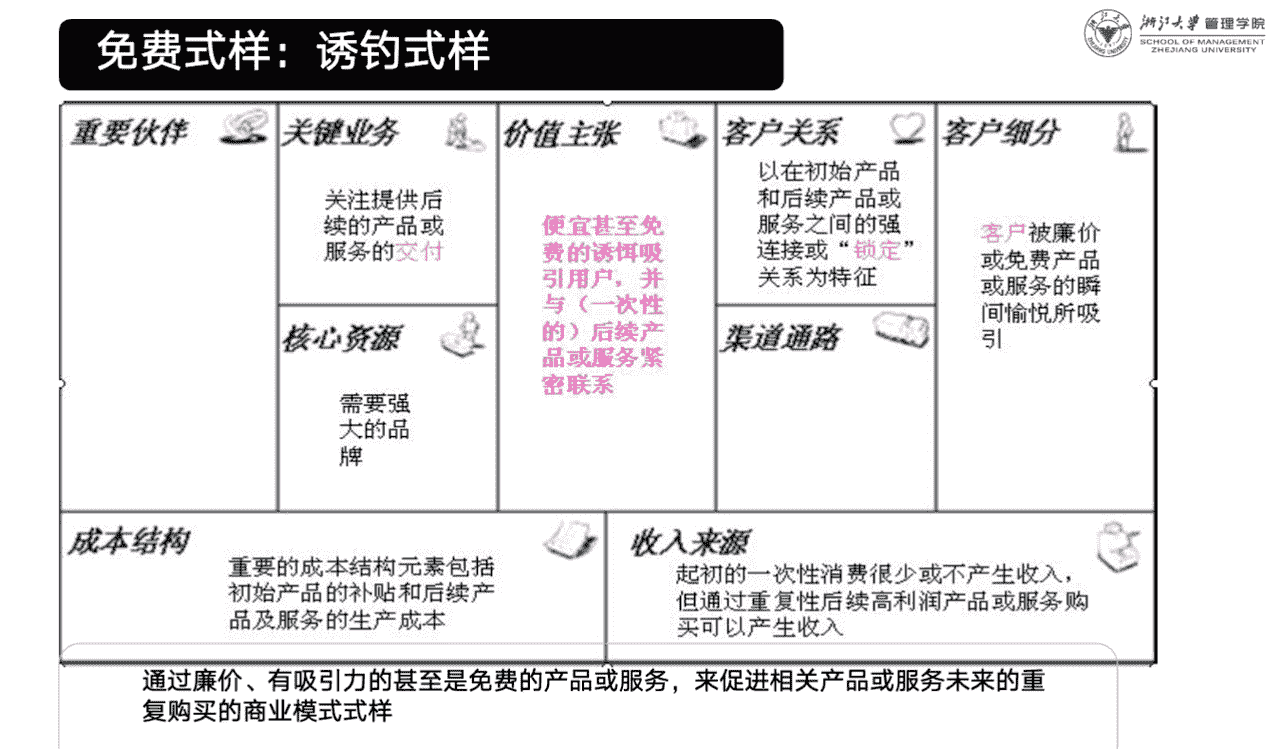 免费式样：诱钓式样
浙江大学管理学院
SCHOOL OF MANAGEMENT
ZHEJIANG UNIVERSITY
重要伙伴
关键业务
关注提供后
续的产品或
服务的交付
核心资源
需要强
大的品
牌
价值主张
便宜甚至免
费的诱饵吸
引用户，并
与（一次性
的）后续产
品或服务紧
密联系
客户关系
以在初始产品
和后续产品或
服务之间的强
连接或“锁定”
关系为特征
渠道通路
客户细分
客户被廉价
或免费产品
或服务的瞬
间愉悦所吸
引
成本结构
重要的成本结构元素包括
初始产品的补贴和后续产
品及服务的生产成本
收入来源
起初的一次性消费很少或不产生收入，
但通过重复性后续高利润产品或服务购
买可以产生收入
通过廉价、有吸引力的甚至是免费的产品或服务，来促进相关产品或服务未来的重
复购买的商业模式式样